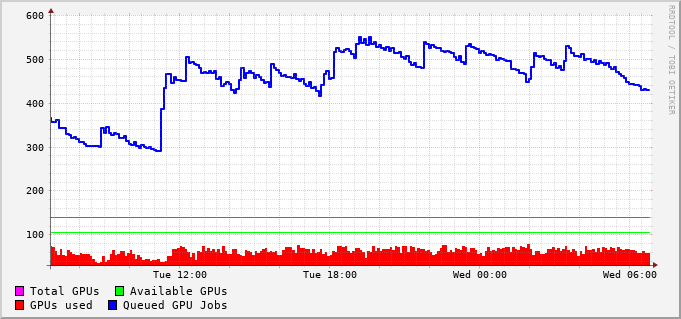 600
500
400
300
200
100
Tue 12:00 Tue 18:00 Wed 00:00 Wed 06:00
Total GPUs Available GPUs
GPUs used Queued GPU Jobs
RRDTOOL / TOBI OETIKER